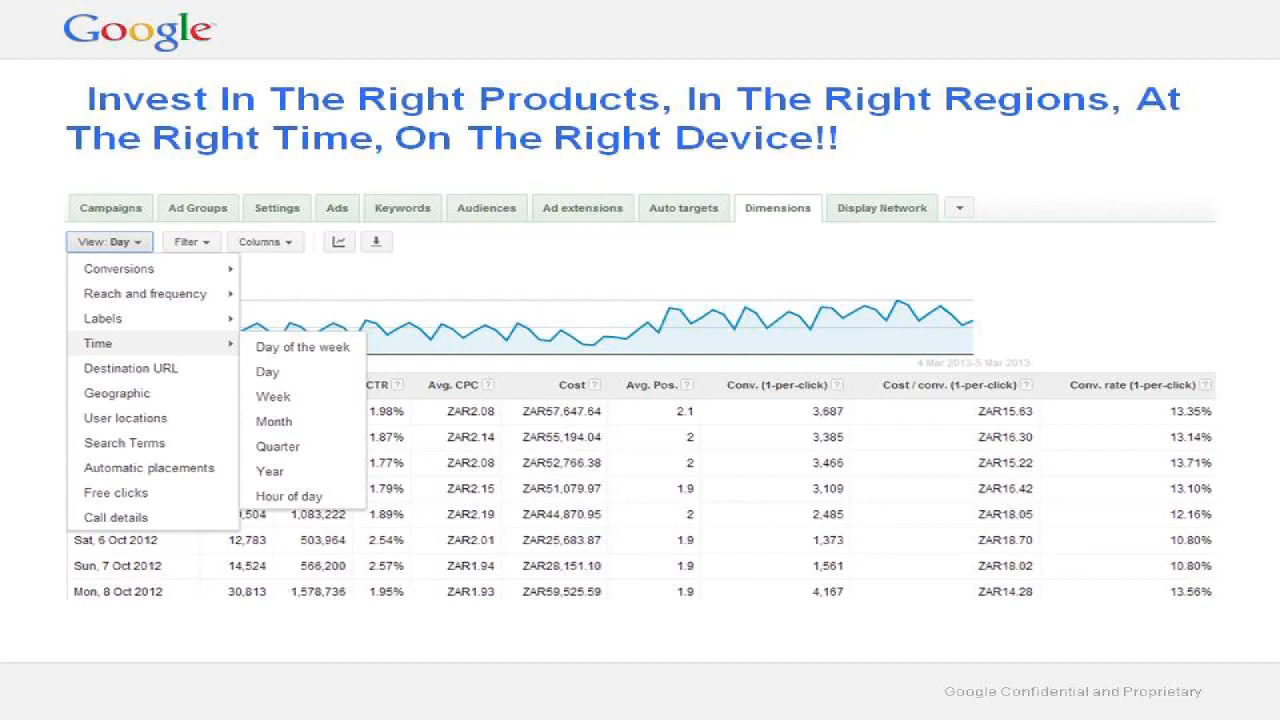 Google
Invest In The Right Products, In The Right Regions, At
The Right Time, On The Right Device!!
Campaigns Ad Groups Settings Ads Keywords Audiences Ad extensions Auto targets Dimensions Display Network
View: Day Filter Columns
Conversions
Reach and frequency
Labels
Time
Destination URL
Geographic
User locations
Search Terms
Automatic placements
Free clicks
Call details
Day of the week
Day
Week
Month
Quarter
Year
Hour of day
4 Mar 2013-5 Mar 2013
CTR ? Avg. CPC ? Cost ? Avg. Pos. ? Conv. (1-per-click) ? Cost / conv. (1-per-click) ? Conv. rate (1-per-click) ?
1.98% ZAR2.08 ZAR57,647.64 2.1 3,687 ZAR15.63 13.35%
1.87% ZAR2.14 ZAR55,194.04 2 3,385 ZAR16.30 13.14%
1.77% ZAR2.08 ZAR52,766.38 2 3,466 ZAR15.22 13.71%
1.79% ZAR2.15 ZAR51,079.97 1.9 3,109 ZAR16.42 13.10%
,504 1,083,222 1.89% ZAR2.19 ZAR44,870.95 2 2,485 ZAR18.05 12.16%
Sat, 6 Oct 2012 12,783 503,964 2.54% ZAR2.01 ZAR25,683.87 1.9 1,373 ZAR18.70 10.80%
Sun, 7 Oct 2012 14,524 566,200 2.57% ZAR1.94 ZAR28,151.10 1.9 1,561 ZAR18.02 10.80%
Mon, 8 Oct 2012 30,813 1,578,736 1.95% ZAR1.93 ZAR59,525.59 1.9 4,167 ZAR14.28 13.56%
Google Confidential and Proprietary